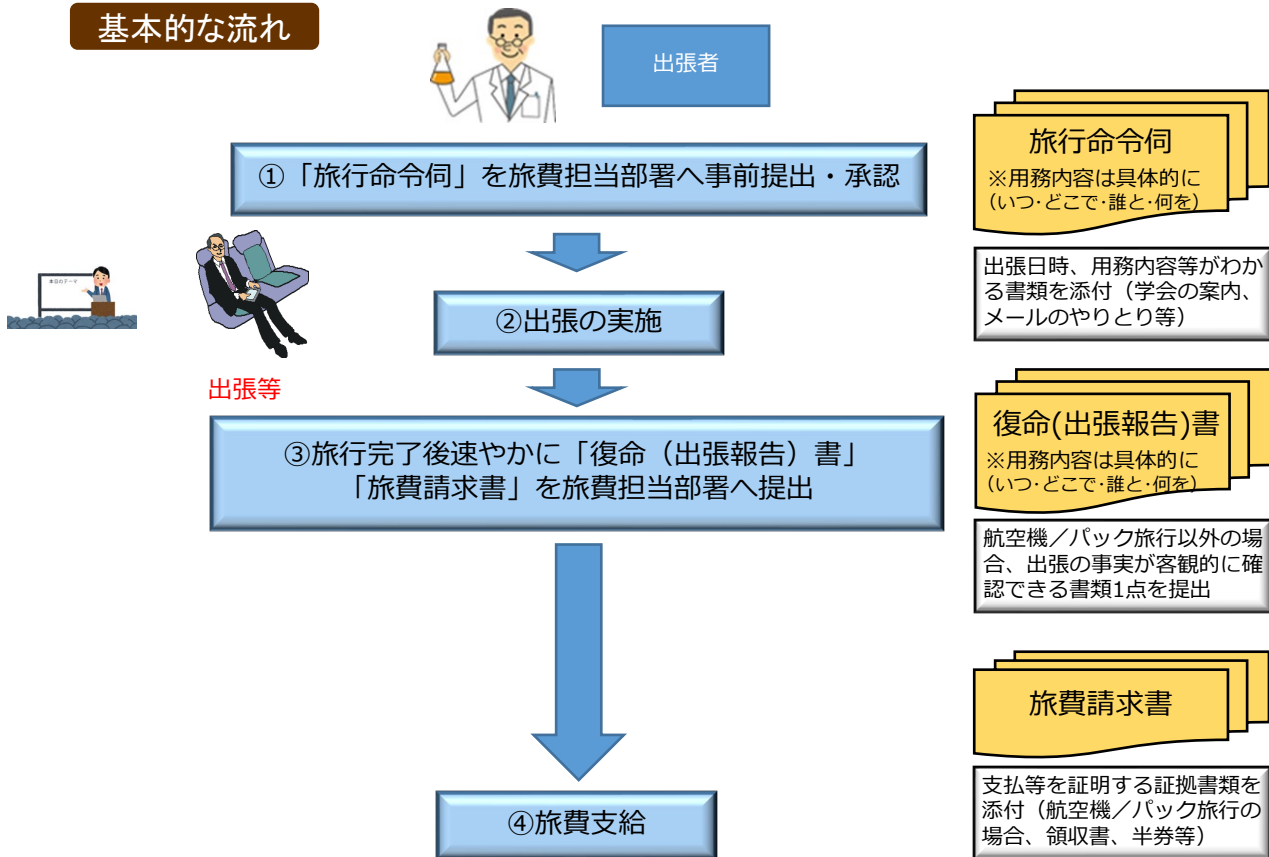 基本的な流れ
出張者
①「旅行命令伺」を旅費担当部署へ事前提出・承認
旅行命令伺
※用務内容は具体的に
(いつ･どこで･誰と･何を)
出張日時、用務内容等がわか
る書類を添付（学会の案内、
メールのやりとり等）
本日のテーマ
②出張の実施
出張等
③旅行完了後速やかに「復命（出張報告）書」
「旅費請求書」を旅費担当部署へ提出
復命(出張報告)書
※用務内容は具体的に
(いつ･どこで･誰と･何を)
航空機／パック旅行以外の場
合、出張の事実が客観的に確
認できる書類1点を提出
旅費請求書
支払等を証明する証拠書類を
添付（航空機／パック旅行の
場合、領収書、半券等）
④旅費支給